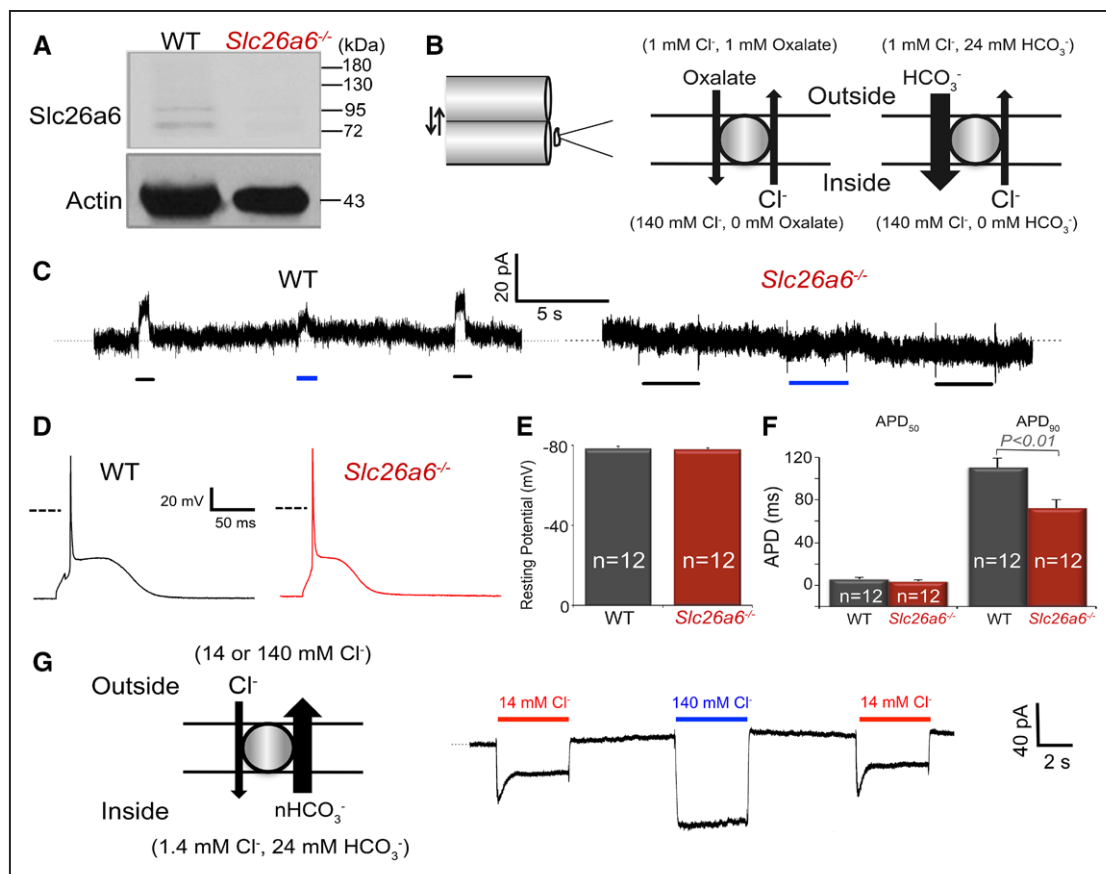 A
WT Slc26a6-/- (kDa)
180
130
Slc26a6
95
72
Actin
43
B
(1 mM Cl-, 1 mM Oxalate)
(1 mM Cl-, 24 mM HCO3-)
Oxalate
HCO3-
Outside
Inside
Cl-
Cl-
(140 mM Cl-, 0 mM Oxalate)
(140 mM Cl-, 0 mM HCO3-)
C
WT
20 pA
5 s
Slc26a6-/-
D
WT
20 mV
50 ms
Slc26a6-/-
E
Resting Potential (mV)
-80
-40
0
n=12
n=12
WT
Slc26a6-/-
F
APD50
APD90
P<0.01
APD (ms)
120
80
40
0
n=12
n=12
n=12
n=12
WT
Slc26a6-/-
WT
Slc26a6-/-
G
(14 or 140 mM Cl-)
Outside
Cl-
Inside
nHCO3-
(1.4 mM Cl-, 24 mM HCO3-)
14 mM Cl-
140 mM Cl-
14 mM Cl-
40 pA
2 s